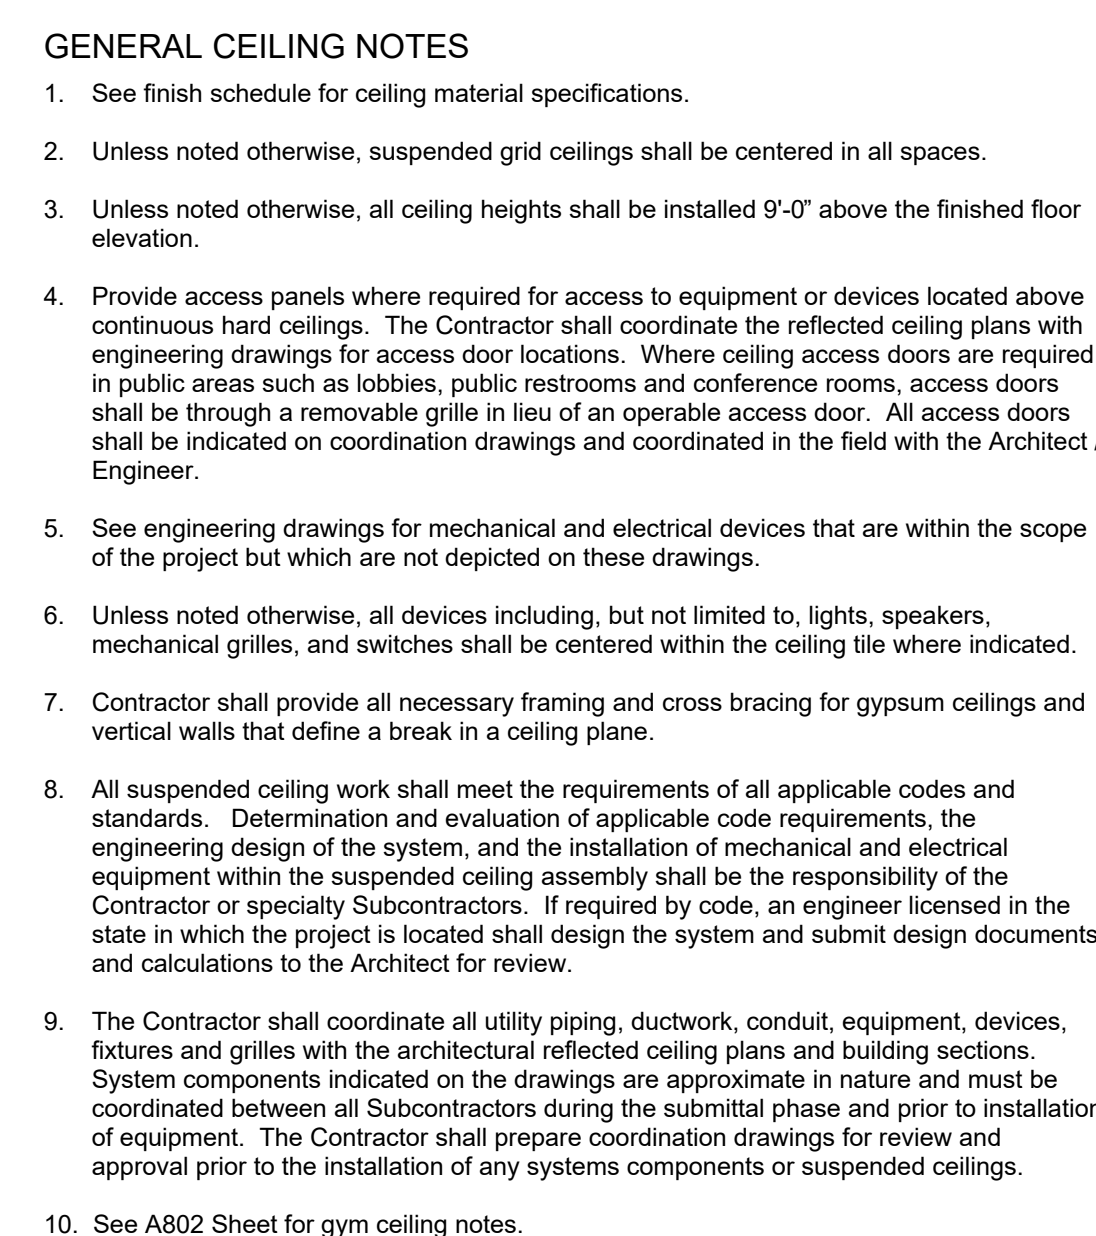 GENERAL CEILING NOTES
1. See finish schedule for ceiling material specifications.
2. Unless noted otherwise, suspended grid ceilings shall be centered in all spaces.
3. Unless noted otherwise, all ceiling heights shall be installed 9'-0” above the finished floor
elevation.
4. Provide access panels where required for access to equipment or devices located above
continuous hard ceilings. The Contractor shall coordinate the reflected ceiling plans with
engineering drawings for access door locations. Where ceiling access doors are required
in public areas such as lobbies, public restrooms and conference rooms, access doors
shall be through a removable grille in lieu of an operable access door. All access doors
shall be indicated on coordination drawings and coordinated in the field with the Architect /
Engineer.
5. See engineering drawings for mechanical and electrical devices that are within the scope
of the project but which are not depicted on these drawings.
6. Unless noted otherwise, all devices including, but not limited to, lights, speakers,
mechanical grilles, and switches shall be centered within the ceiling tile where indicated.
7. Contractor shall provide all necessary framing and cross bracing for gypsum ceilings and
vertical walls that define a break in a ceiling plane.
8. All suspended ceiling work shall meet the requirements of all applicable codes and
standards. Determination and evaluation of applicable code requirements, the
engineering design of the system, and the installation of mechanical and electrical
equipment within the suspended ceiling assembly shall be the responsibility of the
Contractor or specialty Subcontractors. If required by code, an engineer licensed in the
state in which the project is located shall design the system and submit design documents
and calculations to the Architect for review.
9. The Contractor shall coordinate all utility piping, ductwork, conduit, equipment, devices,
fixtures and grilles with the architectural reflected ceiling plans and building sections.
System components indicated on the drawings are approximate in nature and must be
coordinated between all Subcontractors during the submittal phase and prior to installation
of equipment. The Contractor shall prepare coordination drawings for review and
approval prior to the installation of any systems components or suspended ceilings.
10. See A802 Sheet for gym ceiling notes.